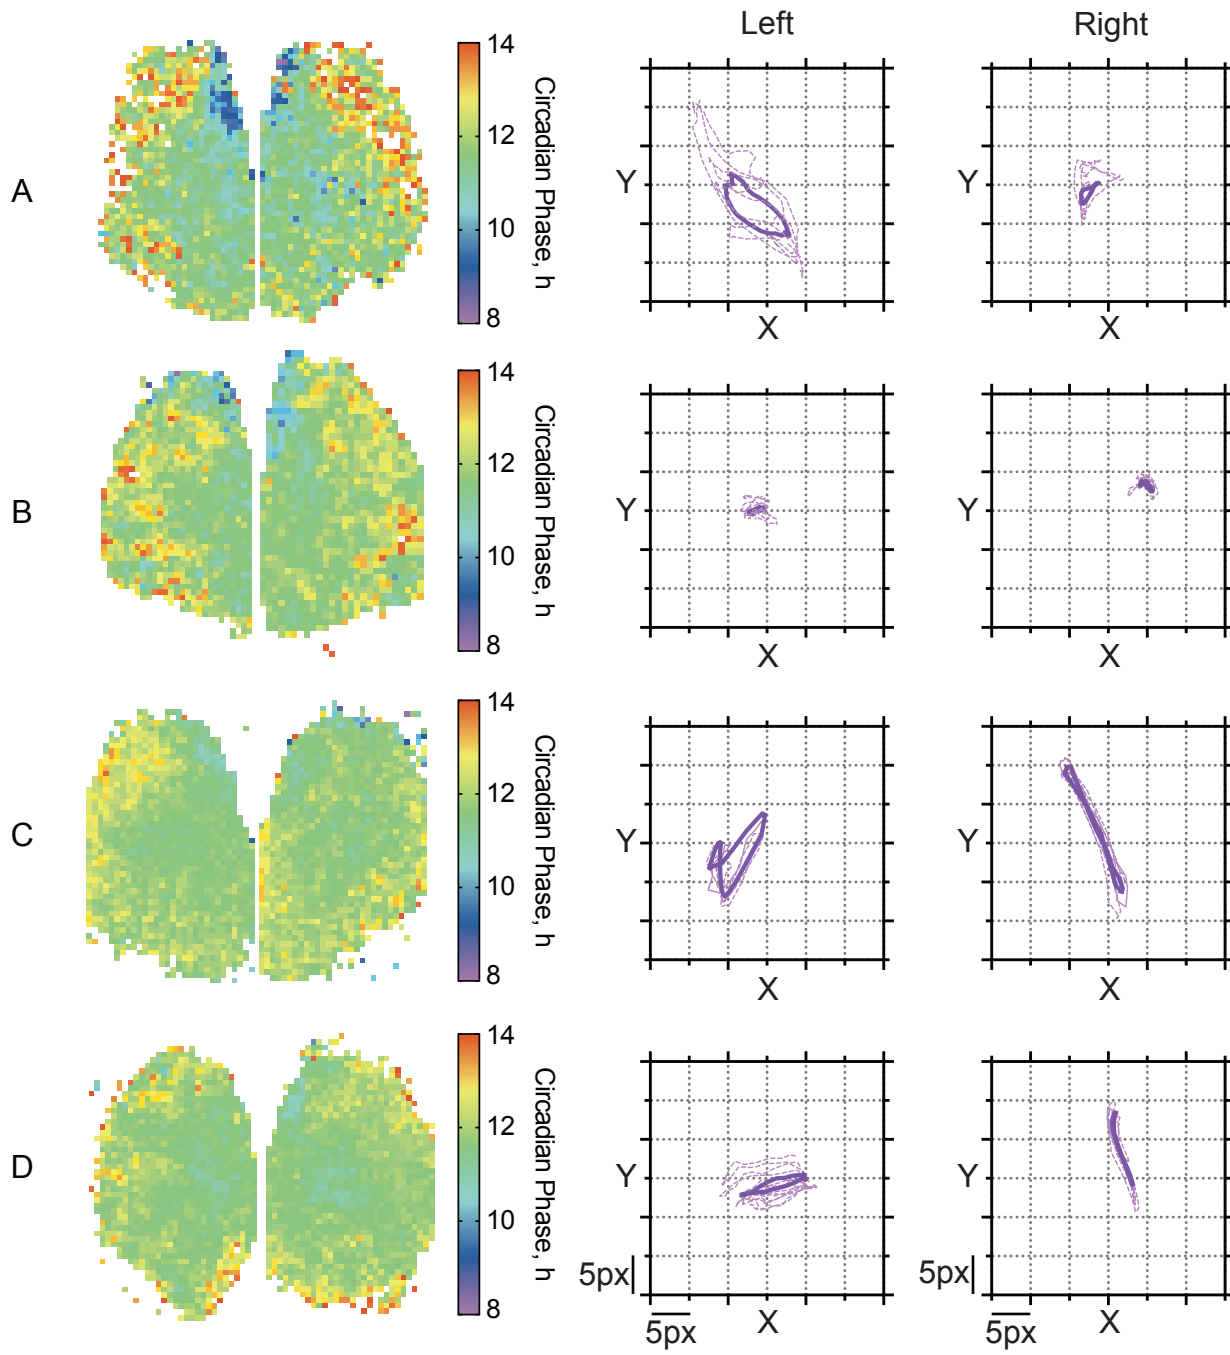 Left
Right
A
14
12
10
8
Circadian Phase, h
Y
X
Y
X
B
14
12
10
8
Circadian Phase, h
Y
X
Y
X
C
14
12
10
8
Circadian Phase, h
Y
X
Y
X
D
14
12
10
8
Circadian Phase, h
Y
5px
5px
X
Y
5px
5px
X